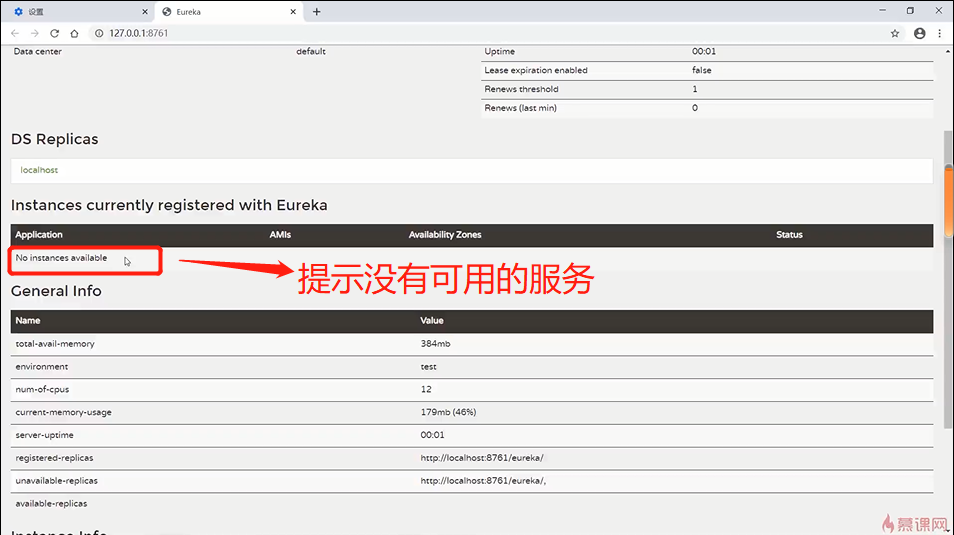 设置
Eureka
127.0.0.1:8761
Data center default
Uptime 00:01
Lease expiration enabled false
Renews threshold 1
Renews (last min) 0
DS Replicas
localhost
Instances currently registered with Eureka
Application AMIs Availability Zones Status
No instances available
提示没有可用的服务
General Info
Name Value
total-avail-memory 384mb
environment test
num-of-cpus 12
current-memory-usage 179mb (46%)
server-uptime 00:01
registered-replicas http://localhost:8761/eureka/
unavailable-replicas http://localhost:8761/eureka/,
available-replicas
Instance Info
慕课网